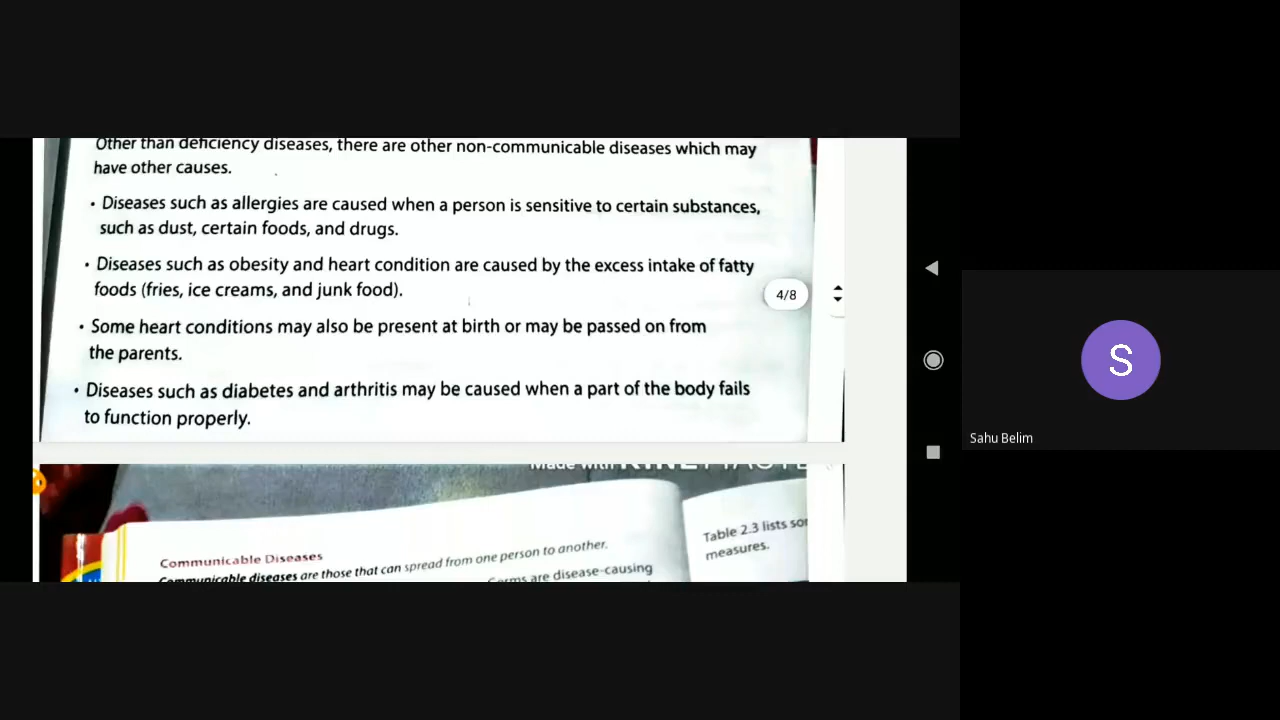 Other than deficiency diseases, there are other non-communicable diseases which may
have other causes.
• Diseases such as allergies are caused when a person is sensitive to certain substances,
such as dust, certain foods, and drugs.
• Diseases such as obesity and heart condition are caused by the excess intake of fatty
foods (fries, ice creams, and junk food).
4/8
• Some heart conditions may also be present at birth or may be passed on from
the parents.
• Diseases such as diabetes and arthritis may be caused when a part of the body fails
to function properly.
Made with KINEMASTER
Communicable Diseases
Communicable diseases are those that can spread from one person to another.
Germs are disease-causing
Table 2.3 lists
measures.
S
Sahu Belim